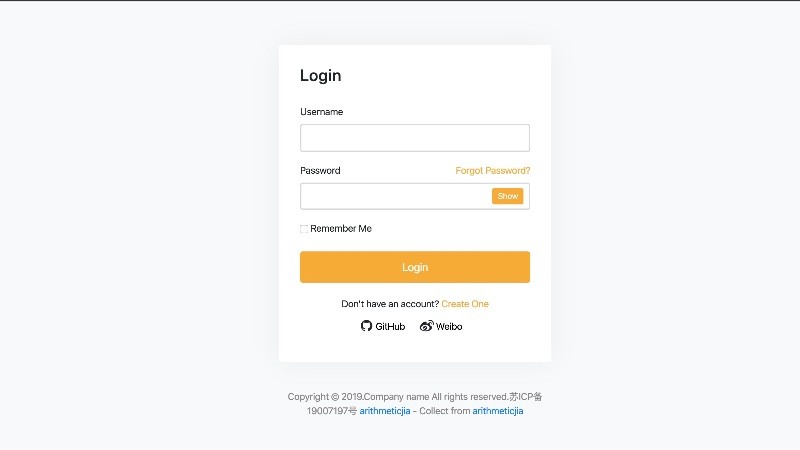 Login
Username
Password Forgot Password?
Show
Remember Me
Login
Don't have an account? Create One
GitHub Weibo
Copyright © 2019.Company name All rights reserved.苏ICP备
19007197号 arithmeticjia - Collect from arithmeticjia